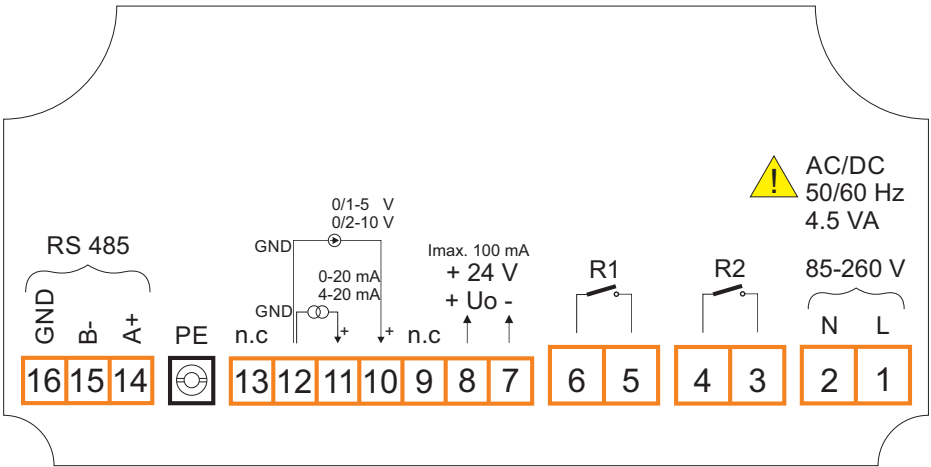 AC/DC
50/60 Hz
4.5 VA
0/1-5 V
0/2-10 V
RS 485
GND
Imax. 100 mA
+ 24 V
R1
R2
85-260 V
0-20 mA
4-20 mA
GND
+ Uo -
GND
B-
A+
PE
n.c
+
+
n.c
N
L
16 15 14
13 12 11 10 9 8 7
6 5
4 3
2 1